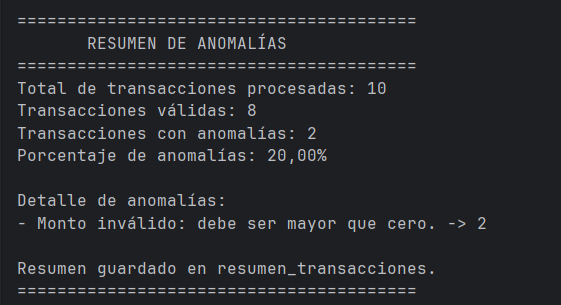 ========================================
RESUMEN DE ANOMALÍAS
========================================
Total de transacciones procesadas: 10
Transacciones válidas: 8
Transacciones con anomalías: 2
Porcentaje de anomalías: 20,00%
Detalle de anomalías:
- Monto inválido: debe ser mayor que cero. -> 2
Resumen guardado en resumen_transacciones.
========================================